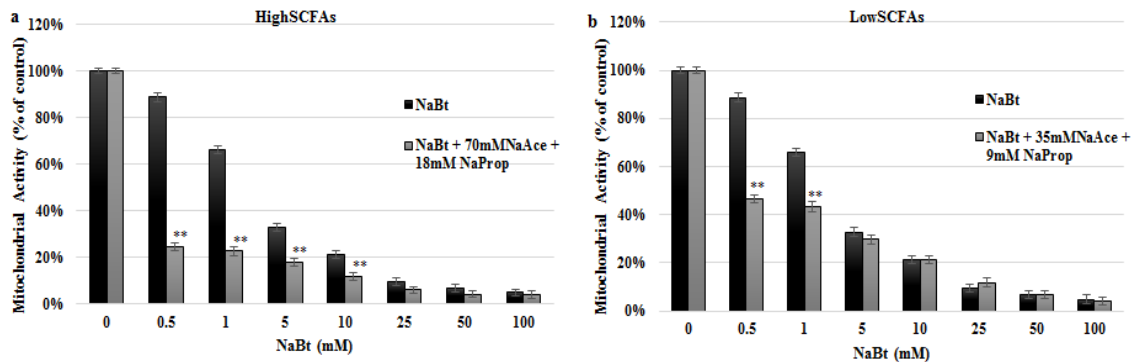 a
HighSCFAs
Mitochondrial Activity (% of control)
120%
100%
80%
60%
40%
20%
0%
NaBt
NaBt + 70mMNaAce +
18mM NaProp
**
**
**
**
0 0.5 1 5 10 25 50 100
NaBt (mM)
b
LowSCFAs
Mitochondrial Activity (% of control)
120%
100%
80%
60%
40%
20%
0%
NaBt
NaBt + 35mMNaAce +
9mM NaProp
**
**
0 0.5 1 5 10 25 50 100
NaBt (mM)